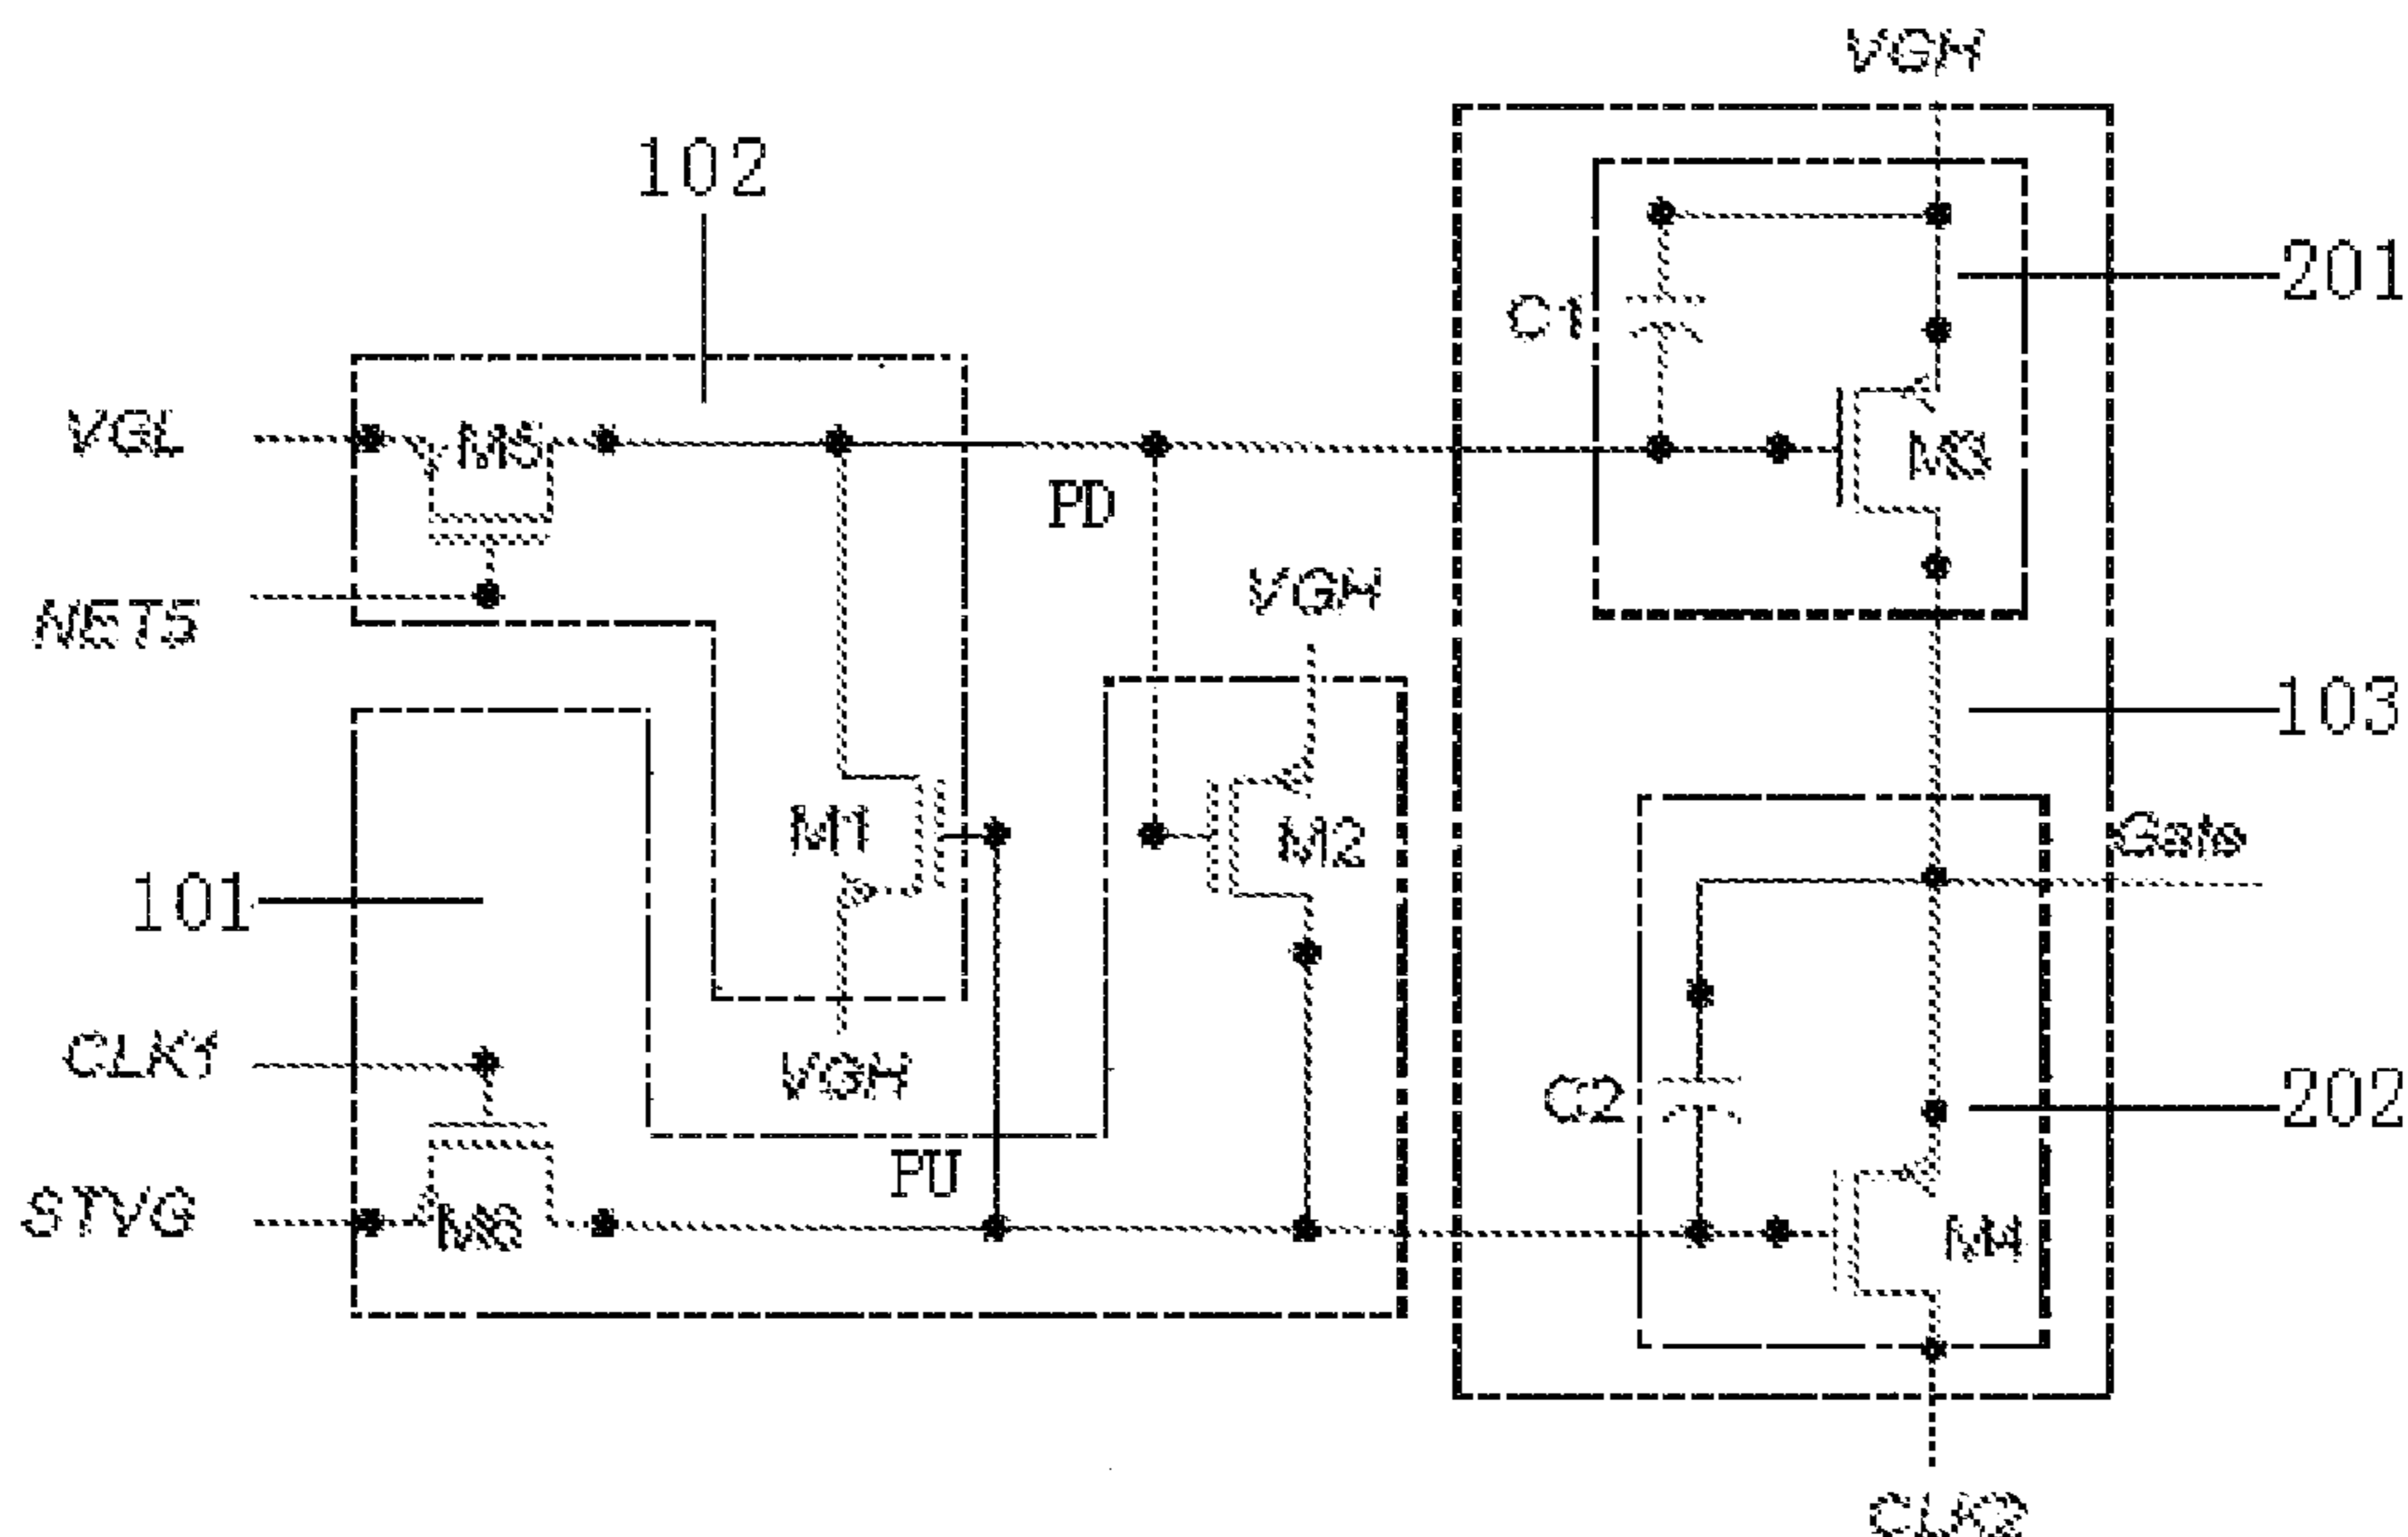 VGH
102
201
C1
VGL
M5
M3
PD
VGH
NET5
103
M1
M2
Gate
101
CLK1
VGH
C2
202
PU
STVG
M6
M4
CLK2